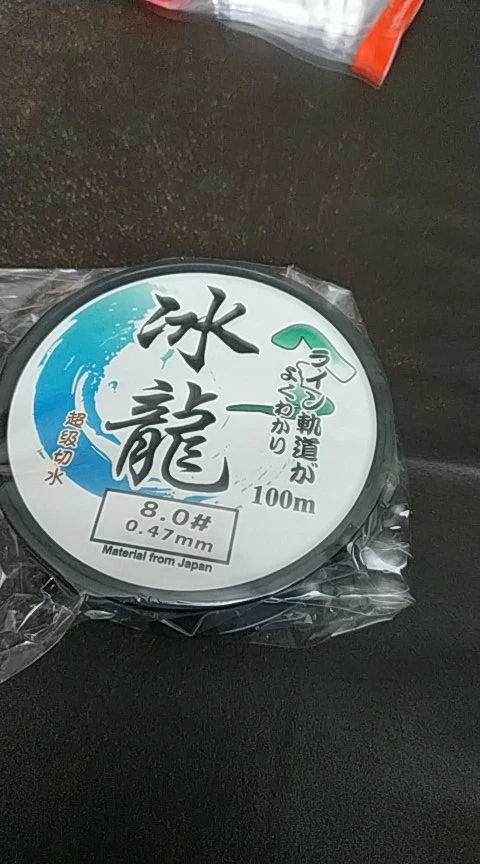 冰龍
ライン軌道が
よくわかり
超级切水
100m
8.0#
0.47mm
Material from Japan